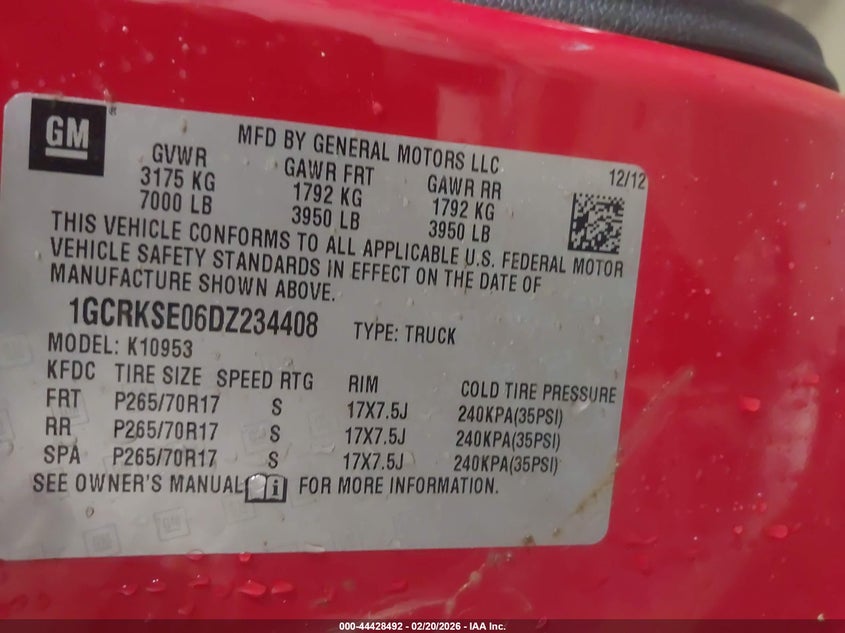 GM
MFD BY GENERAL MOTORS LLC
12/12
GVWR GAWR FRT GAWR RR
3175 KG 1792 KG 1792 KG
7000 LB 3950 LB 3950 LB
THIS VEHICLE CONFORMS TO ALL APPLICABLE U.S. FEDERAL MOTOR
VEHICLE SAFETY STANDARDS IN EFFECT ON THE DATE OF
MANUFACTURE SHOWN ABOVE.
1GCRKSE06DZ234408 TYPE: TRUCK
MODEL: K10953
KFDC TIRE SIZE SPEED RTG RIM COLD TIRE PRESSURE
FRT P265/70R17 S 17X7.5J 240KPA(35PSI)
RR P265/70R17 S 17X7.5J 240KPA(35PSI)
SPA P265/70R17 S 17X7.5J 240KPA(35PSI)
SEE OWNER'S MANUAL i FOR MORE INFORMATION.
000-44428492 - 02/20/2026 - IAA Inc.